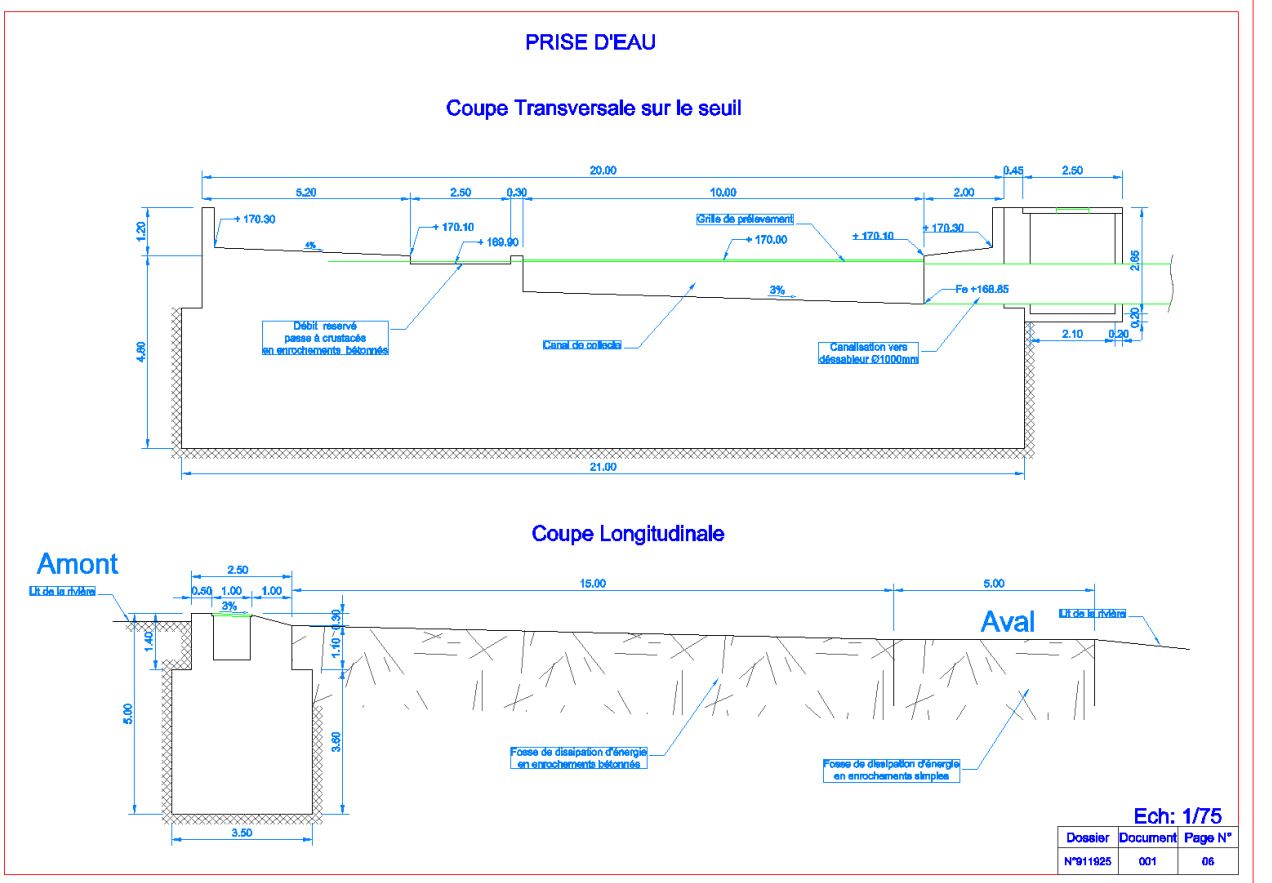 PRISE D'EAU
Coupe Transversale sur le seuil
20.00
0.45
2.50
5.20
2.50
0.30
10.00
2.00
1.20
+ 170.30
4%
+ 170.10
+ 169.90
Grille de prélevement
+ 170.00
+ 170.10
+ 170.30
2.65
3%
Fe +168.85
4.80
Débit reservé
passe à crustacés
en enrochements bétonnés
Canal de collecte
Canalisation vers
déssableur Ø1000mm
0.20
2.10
0.20
21.00
Coupe Longitudinale
Amont
Lit de la rivière
2.50
0.50
1.00
1.00
3%
15.00
5.00
0.30
1.40
1.10
Aval
Lit de la rivière
5.00
3.60
Fosse de dissipation d'énergie
en enrochements bétonnés
Fosse de dissipation d'énergie
en enrochements simples
3.50
Ech: 1/75
Dossier Document Page N°
N°911925 001 06